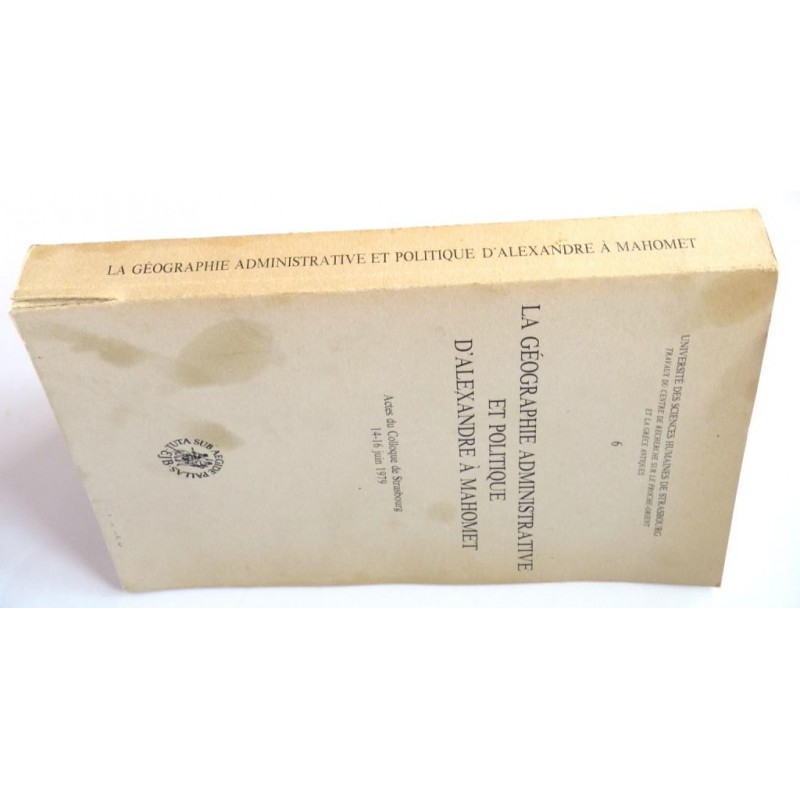 LA GÉOGRAPHIE ADMINISTRATIVE ET POLITIQUE D'ALEXANDRE À MAHOMET
UNIVERSITÉ DES SCIENCES HUMAINES DE STRASBOURG
TRAVAUX DU CENTRE DE RECHERCHE SUR LE PROCHE-ORIENT
ET LA GRÈCE ANTIQUES
6
LA GÉOGRAPHIE ADMINISTRATIVE
ET POLITIQUE
D'ALEXANDRE À MAHOMET
Actes du Colloque de Strasbourg
14-16 juin 1979
TUTA SUB AEGIDE PALLAS
EJB